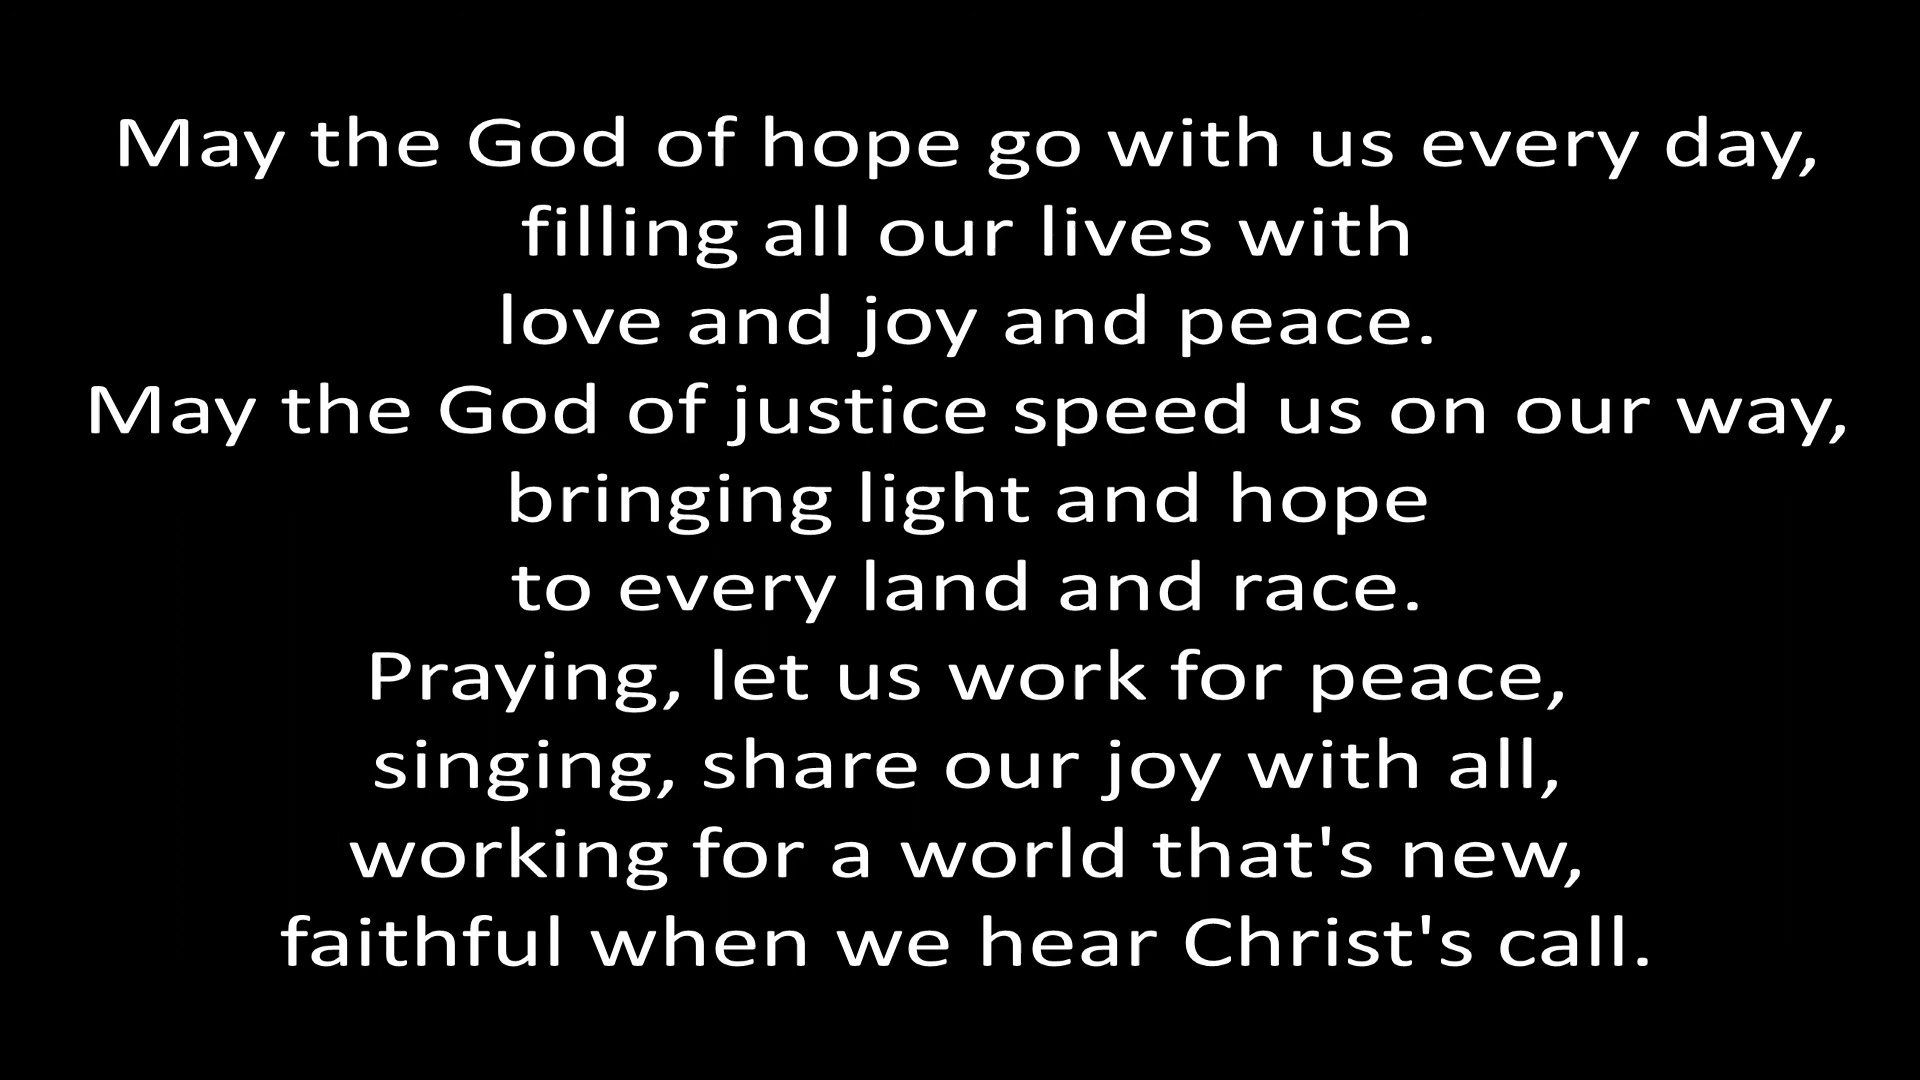 May the God of hope go with us every day,
filling all our lives with
love and joy and peace.
May the God of justice speed us on our way,
bringing light and hope
to every land and race.
Praying, let us work for peace,
singing, share our joy with all,
working for a world that's new,
faithful when we hear Christ's call.